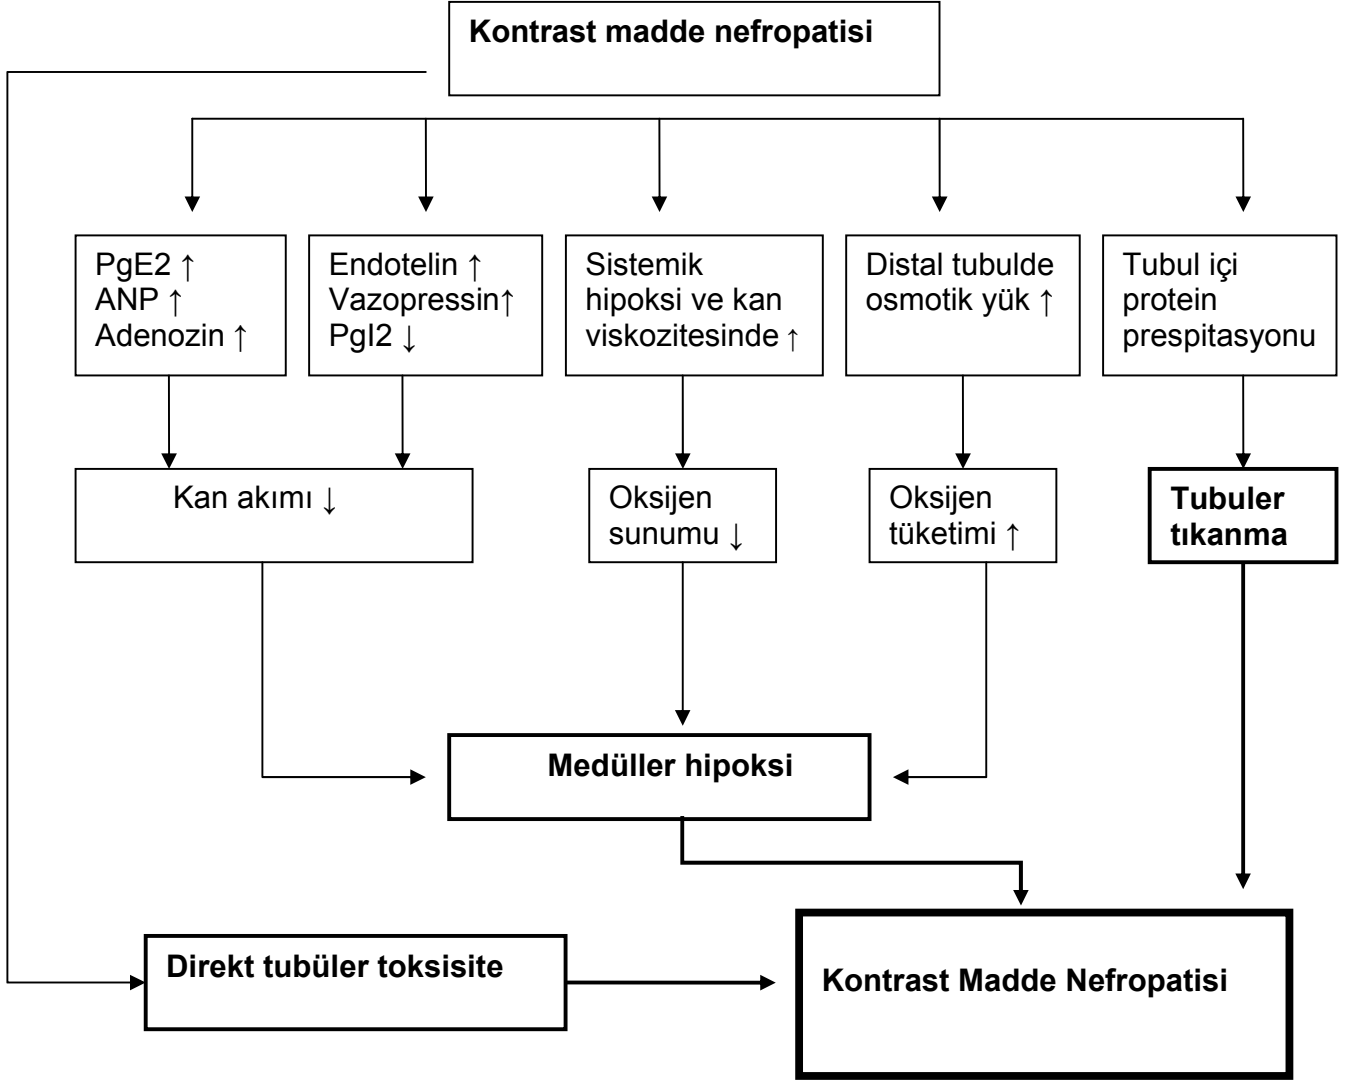 Kontrast madde nefropatisi
PgE2 ↑
ANP ↑
Adenozin ↑
Endotelin ↑
Vazopressin↑
PgI2 ↓
Sistemik
hipoksi ve kan
viskozitesinde ↑
Distal tubulde
osmotik yük ↑
Tubul içi
protein
prespitasyonu
Kan akımı ↓
Oksijen
sunumu ↓
Oksijen
tüketimi ↑
Tubuler
tıkanma
Medüller hipoksi
Direkt tubüler toksisite
Kontrast Madde Nefropatisi